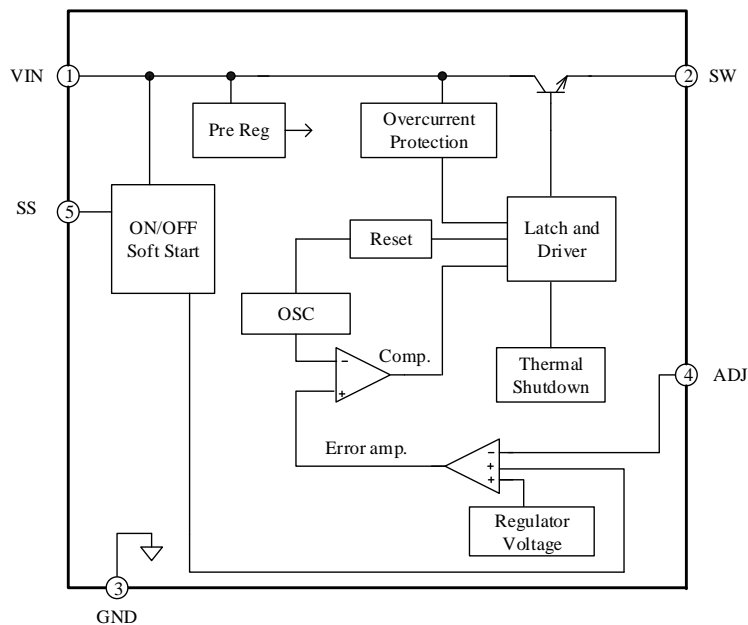 VIN
1
2
SW
Pre Reg
Overcurrent
Protection
SS
5
ON/OFF
Soft Start
Latch and
Driver
Reset
OSC
Comp.
−
+
Thermal
Shutdown
4
ADJ
Error amp.
−
+
+
Regulator
Voltage
3
GND